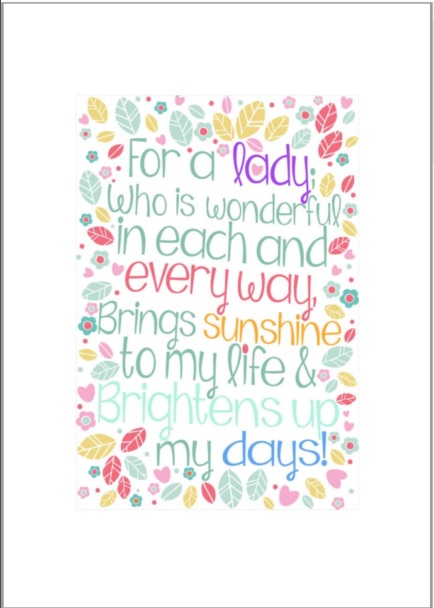 For a lady,
Who is wonderful
in each and
every way,
Brings sunshine
to my life &
Brightens up
my days!